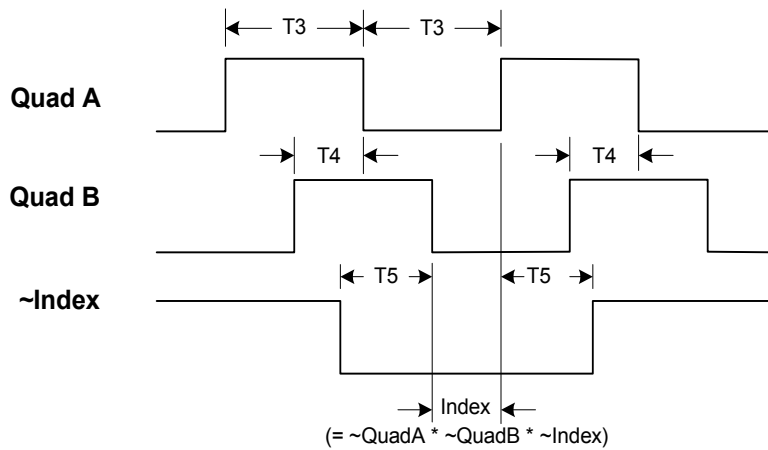 T3 T3
Quad A
T4 T4
Quad B
T5 T5
~Index
Index
(= ~QuadA * ~QuadB * ~Index)